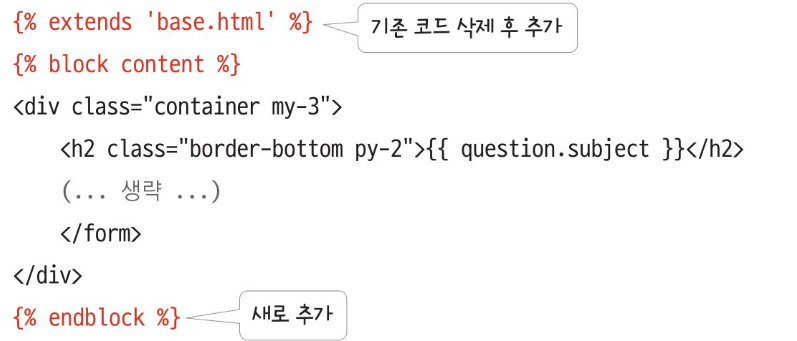 {% extends 'base.html' %} 기존 코드 삭제 후 추가
{% block content %}
<div class="container my-3">
    <h2 class="border-bottom py-2">{{ question.subject }}</h2>
    (... 생략 ...)
    </form>
</div>
{% endblock %} 새로 추가